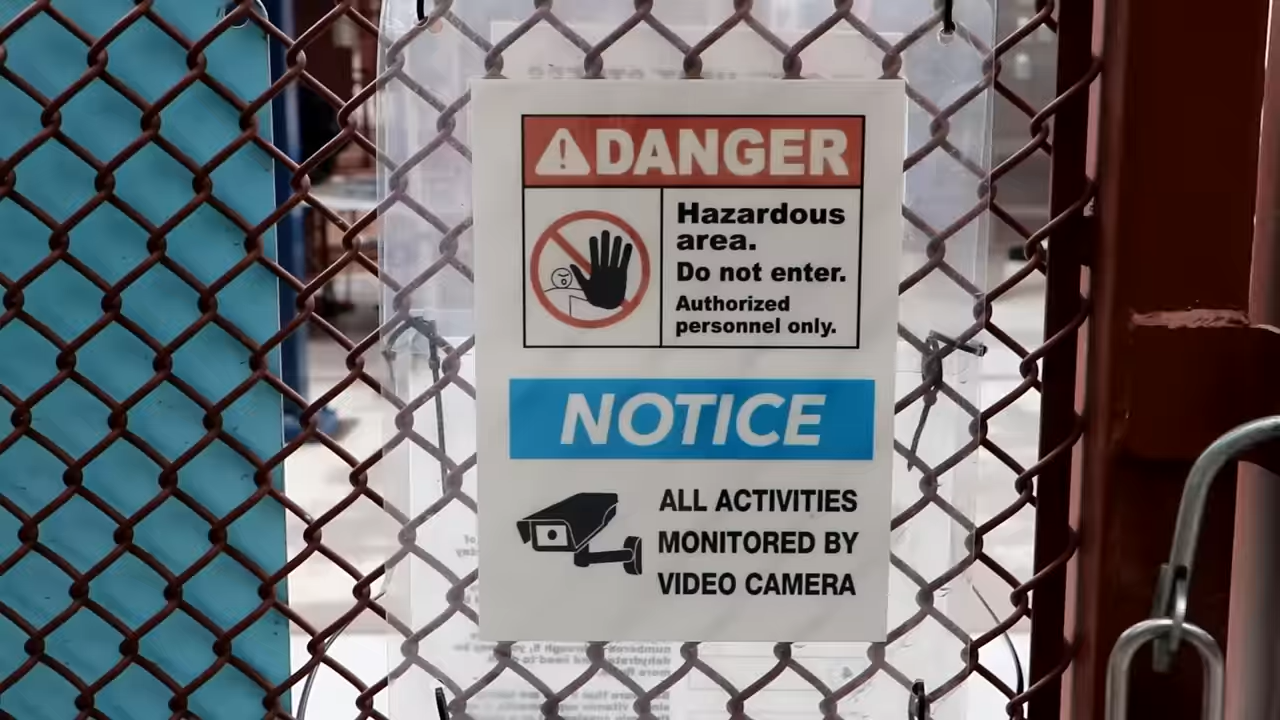 DANGER
Hazardous
area.
Do not enter.
Authorized
personnel only.
NOTICE
ALL ACTIVITIES
MONITORED BY
VIDEO CAMERA